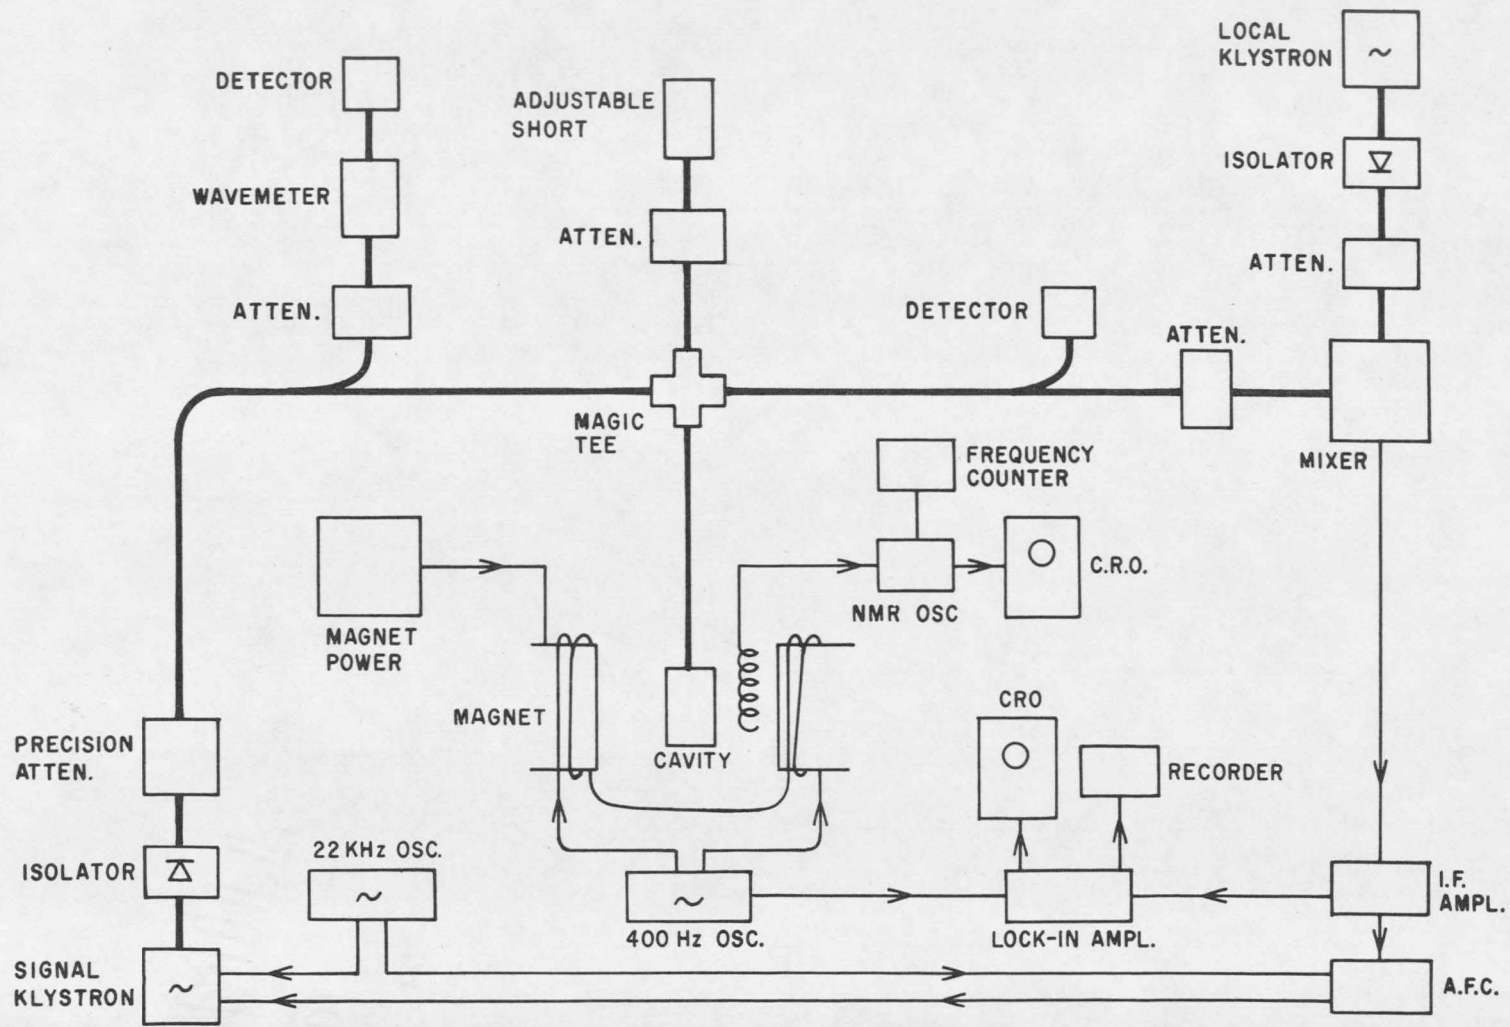 LOCAL
KLYSTRON
~
DETECTOR
ADJUSTABLE
SHORT
ISOLATOR
WAVEMETER
ATTEN.
ATTEN.
ATTEN.
DETECTOR
ATTEN.
MAGIC
TEE
MIXER
FREQUENCY
COUNTER
C.R.O.
NMR OSC
MAGNET
POWER
MAGNET
CAVITY
CRO
RECORDER
PRECISION
ATTEN.
ISOLATOR
22 KHz OSC.
~
~
400 Hz OSC.
LOCK-IN AMPL.
I.F.
AMPL.
SIGNAL
KLYSTRON
~
A.F.C.